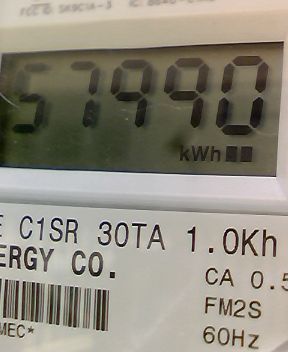 57990
kWh
E C1SR 30TA 1.0Kh
ERGY CO.
CA 0.5
FM2S
MEC*
60Hz